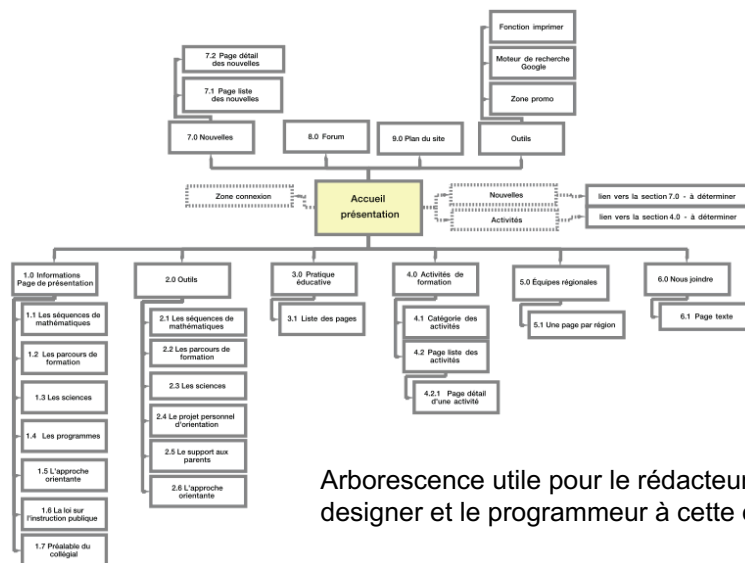 Fonction imprimer
Moteur de recherche
Google
Zone promo
Outils
7.2 Page détail
des nouvelles
7.1 Page liste
des nouvelles
7.0 Nouvelles
8.0 Forum
9.0 Plan du site
Zone connexion
Accueil
présentation
Nouvelles
Activités
lien vers la section 7.0 - à déterminer
lien vers la section 4.0 - à déterminer
1.0 Informations
Page de présentation
1.1 Les séquences de
mathématiques
1.2 Les parcours de
formation
1.3 Les sciences
1.4 Les programmes
1.5 L'approche
orientante
1.6 La loi sur
l'instruction publique
1.7 Préalable du
collégial
2.0 Outils
2.1 Les séquences de
mathématiques
2.2 Les parcours de
formation
2.3 Les sciences
2.4 Le projet personnel
d'orientation
2.5 Le support aux
parents
2.6 L'approche
orientante
3.0 Pratique
éducative
3.1 Liste des pages
4.0 Activités de
formation
4.1 Catégorie des
activités
4.2 Page liste des
activités
4.2.1 Page détail
d'une activité
5.0 Équipes régionales
5.1 Une page par région
6.0 Nous joindre
6.1 Page texte
Arborescence utile pour le rédacteur
designer et le programmeur à cette